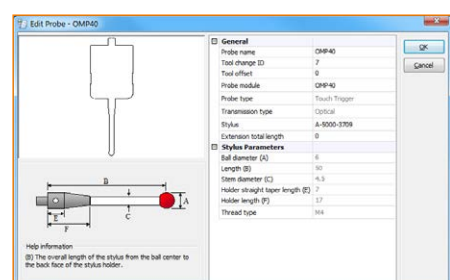 Edit Probe - OMP40
General
Probe name OMP40
Tool change ID 7
Tool offset 0
Probe module OMP40
Probe type Touch Trigger
Transmission type Optical
Stylus A-5000-3709
Extension total length 0
Stylus Parameters
Ball diameter (A) 6
Length (B) 50
Stem diameter (C) 4.5
Holder straight taper length (E) 7
Holder length (F) 17
Thread type M4
OK
Cancel
B
A
C
E
F
Help information
(B) The overall length of the stylus from the ball center to
the back face of the stylus holder.